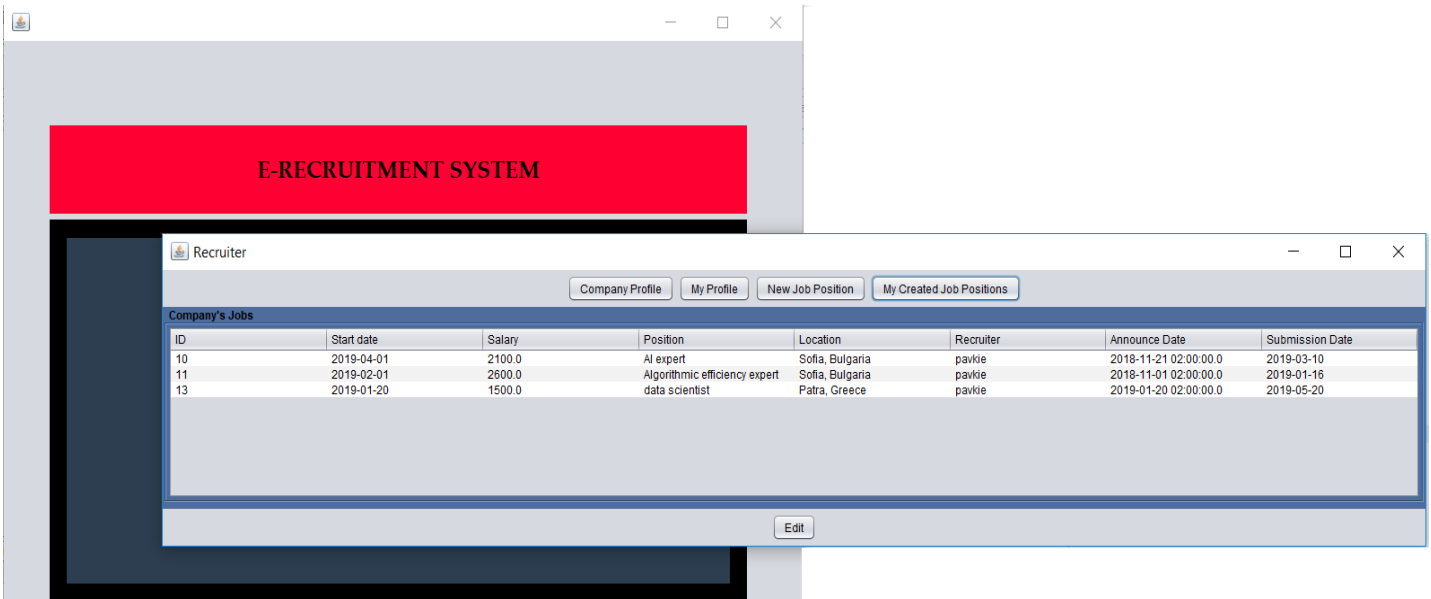 E-RECRUITMENT SYSTEM
Recruiter
Company Profile My Profile New Job Position My Created Job Positions
Company's Jobs
ID Start date Salary Position Location Recruiter Announce Date Submission Date
10 2019-04-01 2100.0 AI expert Sofia, Bulgaria pavkie 2018-11-21 02:00:00.0 2019-03-10
11 2019-02-01 2600.0 Algorithmic efficiency expert Sofia, Bulgaria pavkie 2018-11-01 02:00:00.0 2019-01-16
13 2019-01-20 1500.0 data scientist Patra, Greece pavkie 2019-01-20 02:00:00.0 2019-05-20
Edit